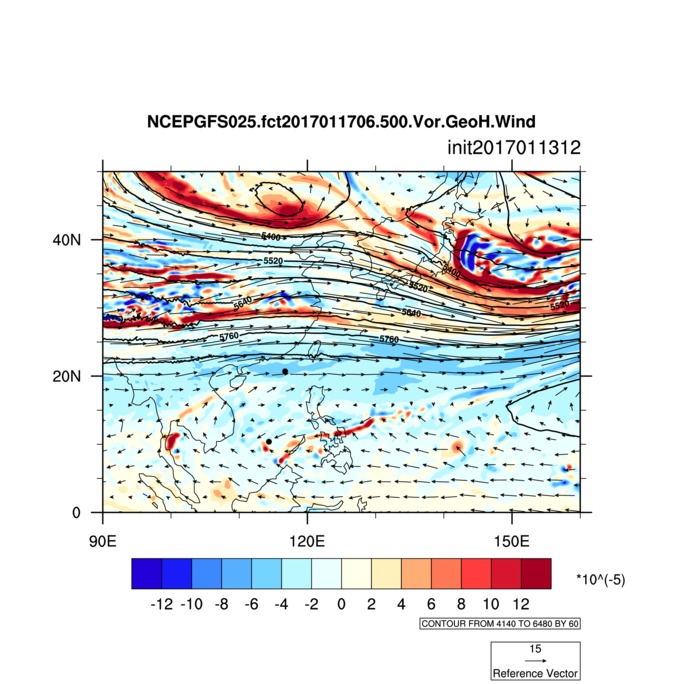 NCEPGFS025.fct2017011706.500.Vor.GeoH.Wind
init2017011312
40N
20N
0
90E 120E 150E
5400
5520
5640
5760
5400
5520
5640
5760
5520
-12 -10 -8 -6 -4 -2 0 2 4 6 8 10 12
*10^(-5)
CONTOUR FROM 4140 TO 6480 BY 60
15
Reference Vector